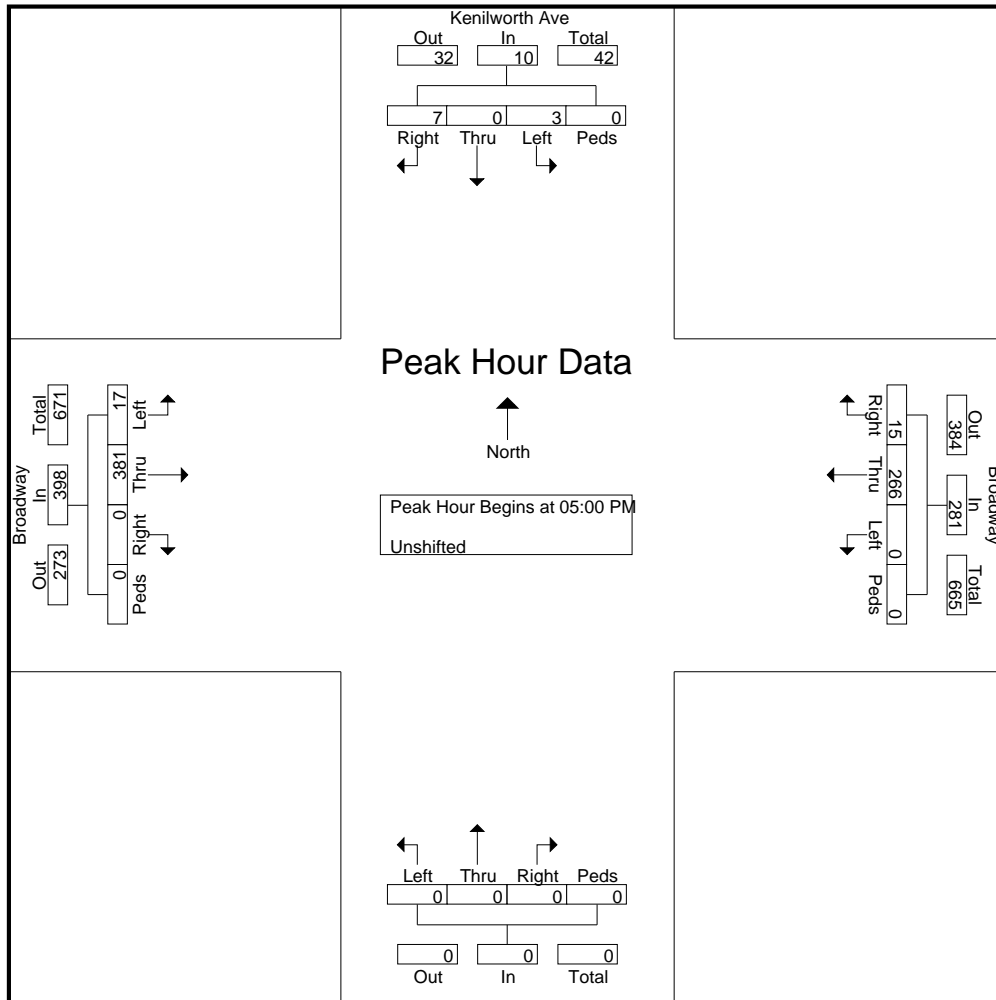 Kenilworth Ave
Out In Total
32 10 42
7 0 3 0
Right Thru Left Peds
Peak Hour Data
North
Peak Hour Begins at 05:00 PM
Unshifted
Broadway
Out In Total
273 398 671
Left Thru Right Peds
17 381 0 0
Broadway
Out In Total
384 281 665
Right Thru Left Peds
15 266 0 0
Left Thru Right Peds
0 0 0 0
0 0 0
Out In Total